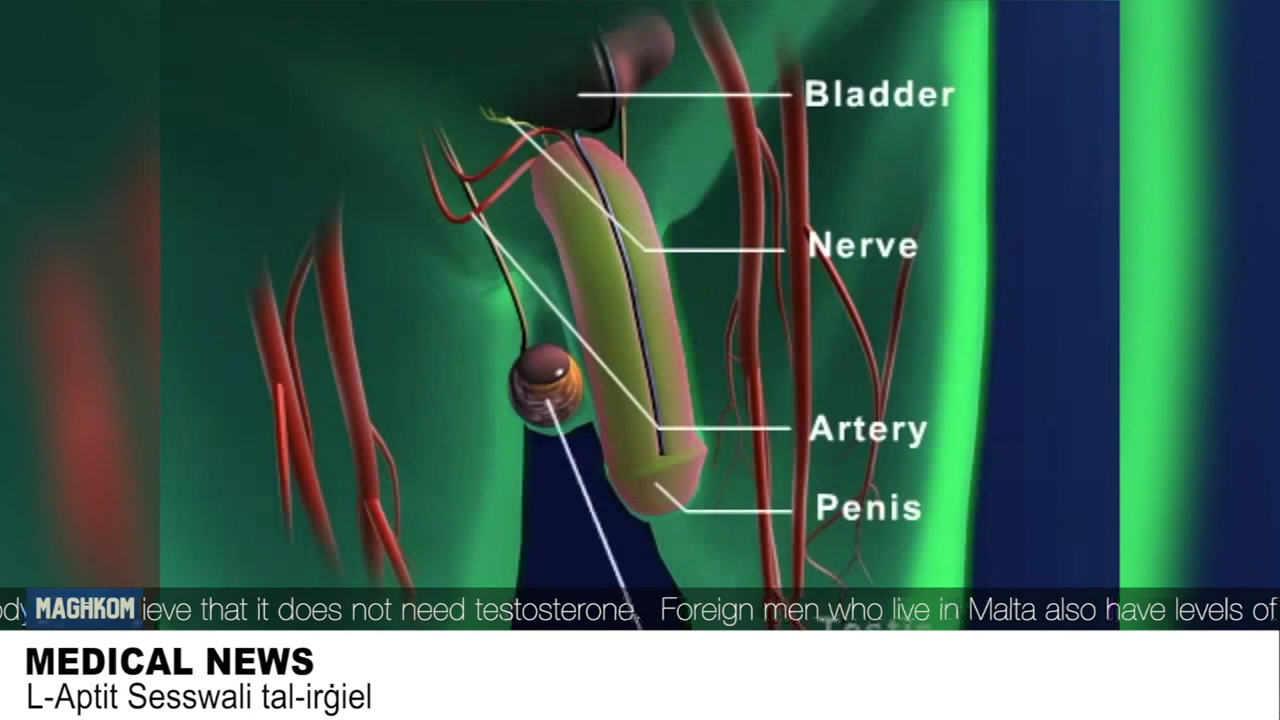 Bladder
Nerve
Artery
Penis
MAGHKOM ieve that it does not need testosterone. Foreign men who live in Malta also have levels of
MEDICAL NEWS
L-Aptit Sesswali tal-irġiel